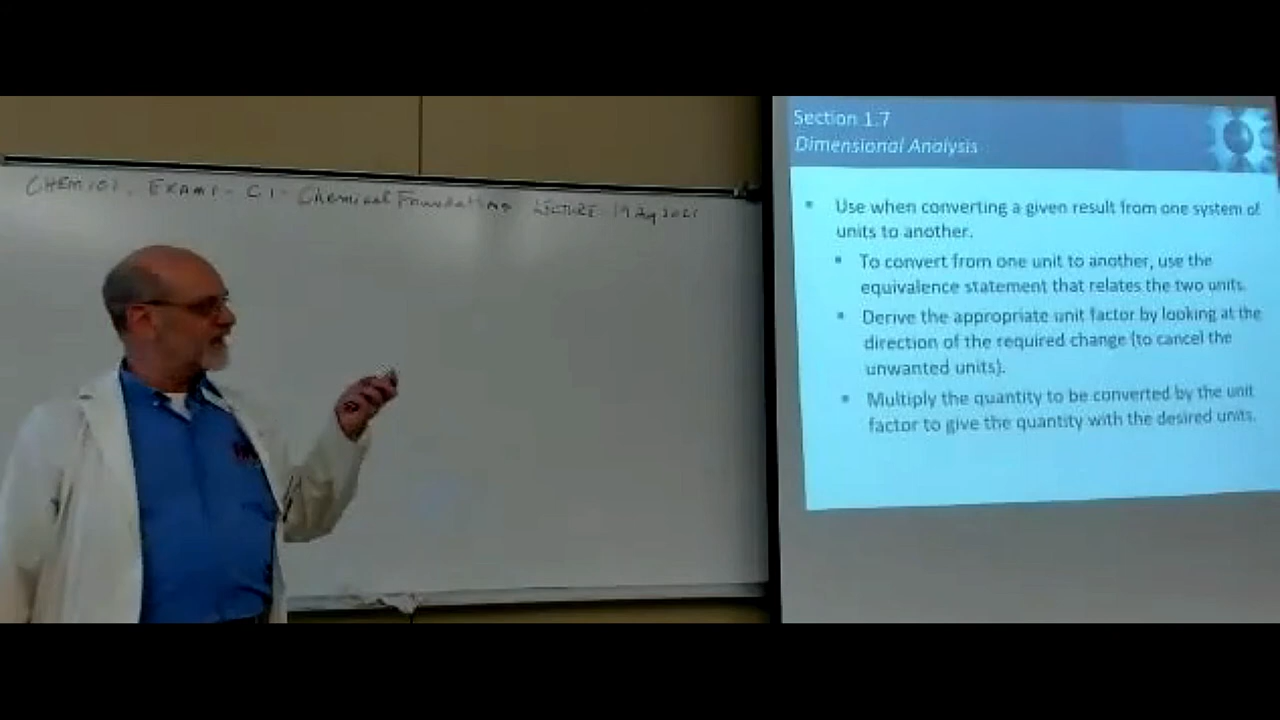 CHEM 101. EXAM 1 - C1 - Chemical Foundations LECTURE 19 Aug 2021
Section 1.7
Dimensional Analysis
▪ Use when converting a given result from one system of
units to another.
▪ To convert from one unit to another, use the
equivalence statement that relates the two units.
▪ Derive the appropriate unit factor by looking at the
direction of the required change (to cancel the
unwanted units).
▪ Multiply the quantity to be converted by the unit
factor to give the quantity with the desired units.